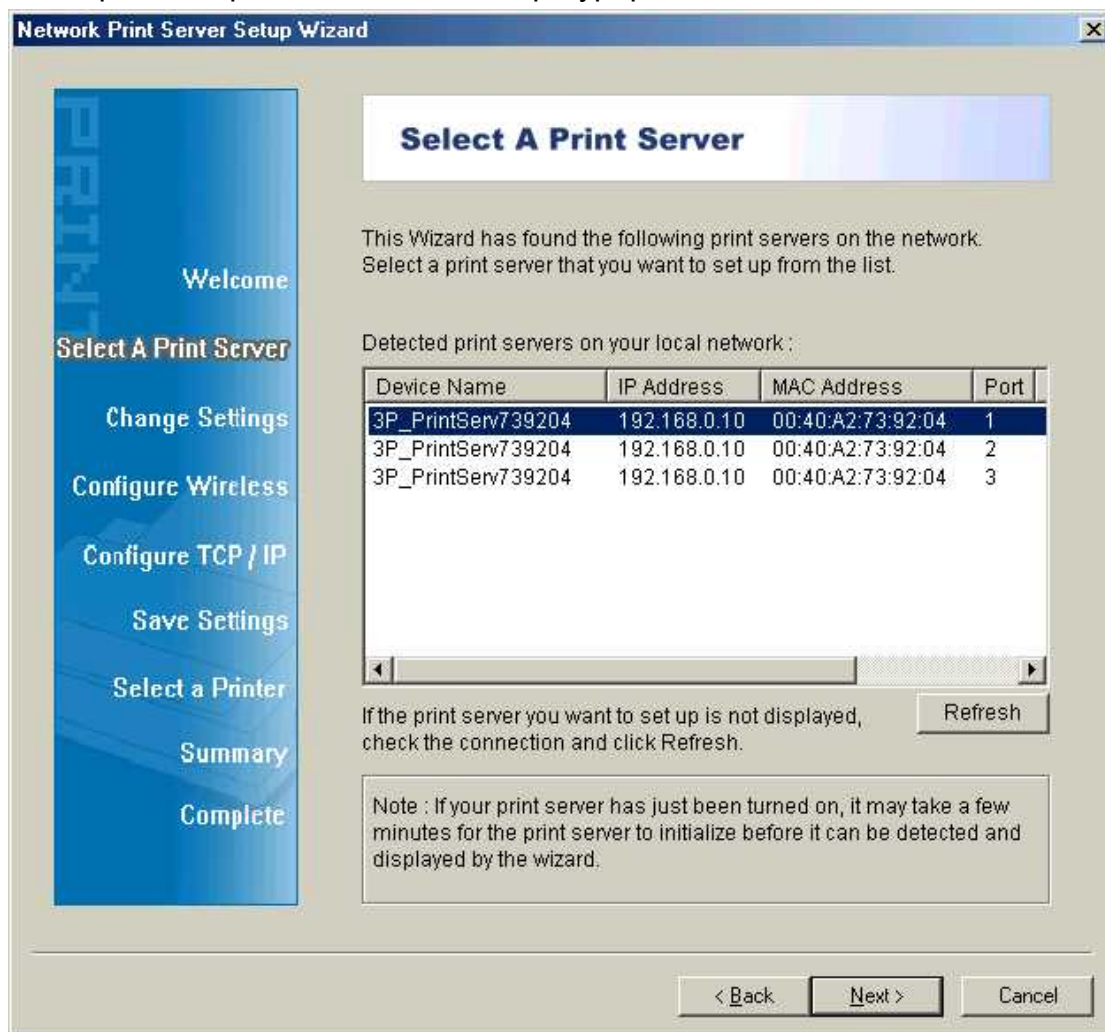 Network Print Server Setup Wizard
PRINT
Welcome
Select A Print Server
Change Settings
Configure Wireless
Configure TCP / IP
Save Settings
Select a Printer
Summary
Complete
Select A Print Server
This Wizard has found the following print servers on the network.
Select a print server that you want to set up from the list.
Detected print servers on your local network :
Device Name IP Address MAC Address Port
3P_PrintServ739204 192.168.0.10 00:40:A2:73:92:04 1
3P_PrintServ739204 192.168.0.10 00:40:A2:73:92:04 2
3P_PrintServ739204 192.168.0.10 00:40:A2:73:92:04 3
If the print server you want to set up is not displayed,
check the connection and click Refresh.
Refresh
Note : If your print server has just been turned on, it may take a few
minutes for the print server to initialize before it can be detected and
displayed by the wizard.
< Back Next > Cancel